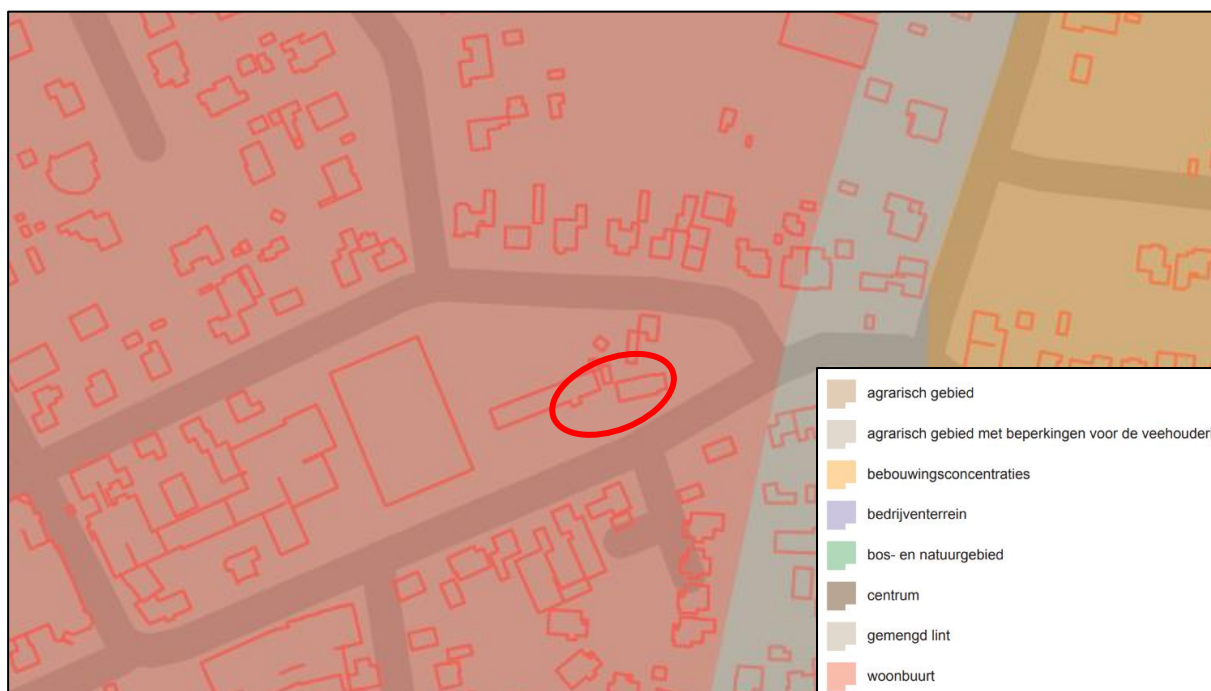 agrarisch gebied
agrarisch gebied met beperkingen voor de veehouderi
bebouwingsconcentraties
bedrijventerrein
bos- en natuurgebied
centrum
gemengd lint
woonbuurt